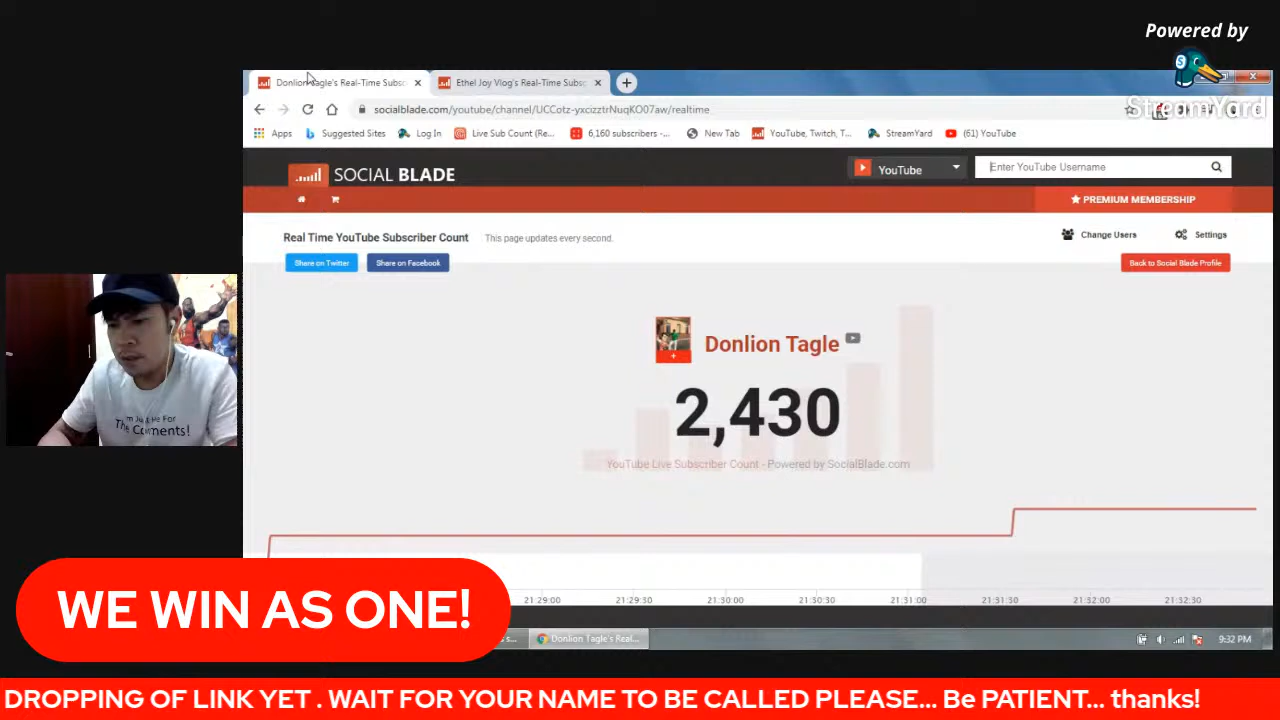 Powered by
StreamYard
Donlion Tagle's Real-Time Subsc
Ethel Joy Vlog's Real-Time Subsc
socialblade.com/youtube/channel/UCCotz-yxcizztrNuqKO07aw/realtime
Apps
Suggested Sites
Log In
Live Sub Count (Re...
6,160 subscribers -...
New Tab
YouTube, Twitch, T...
StreamYard
(61) YouTube
SOCIAL BLADE
YouTube
Enter YouTube Username
PREMIUM MEMBERSHIP
Real Time YouTube Subscriber Count
This page updates every second.
Change Users
Settings
Share on Twitter
Share on Facebook
Back to Social Blade Profile
Donlion Tagle
2,430
YouTube Live Subscriber Count - Powered by SocialBlade.com
The Comments!
21:29:00
21:29:30
21:30:00
21:30:30
21:31:00
21:31:30
21:32:00
21:32:30
WE WIN AS ONE!
Donlion Tagle's Real...
9:32 PM
DROPPING OF LINK YET . WAIT FOR YOUR NAME TO BE CALLED PLEASE... Be PATIENT... thanks!